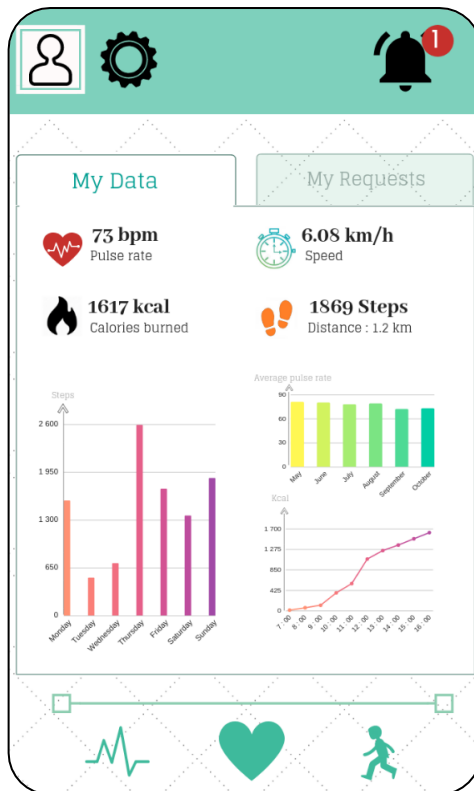 1
My Data
My Requests
73 bpm
Pulse rate
6.08 km/h
Speed
1617 kcal
Calories burned
1869 Steps
Distance : 1.2 km
Steps
2 600
1 950
1 300
650
0
Monday
Tuesday
Wednesday
Thursday
Friday
Saturday
Sunday
Average pulse rate
90
60
30
0
May
June
July
August
September
October
Kcal
1 700
1 275
850
425
0
7 : 00
8 : 00
9 : 00
10 : 00
11 : 00
12 : 00
13 : 00
14 : 00
15 : 00
16 : 00